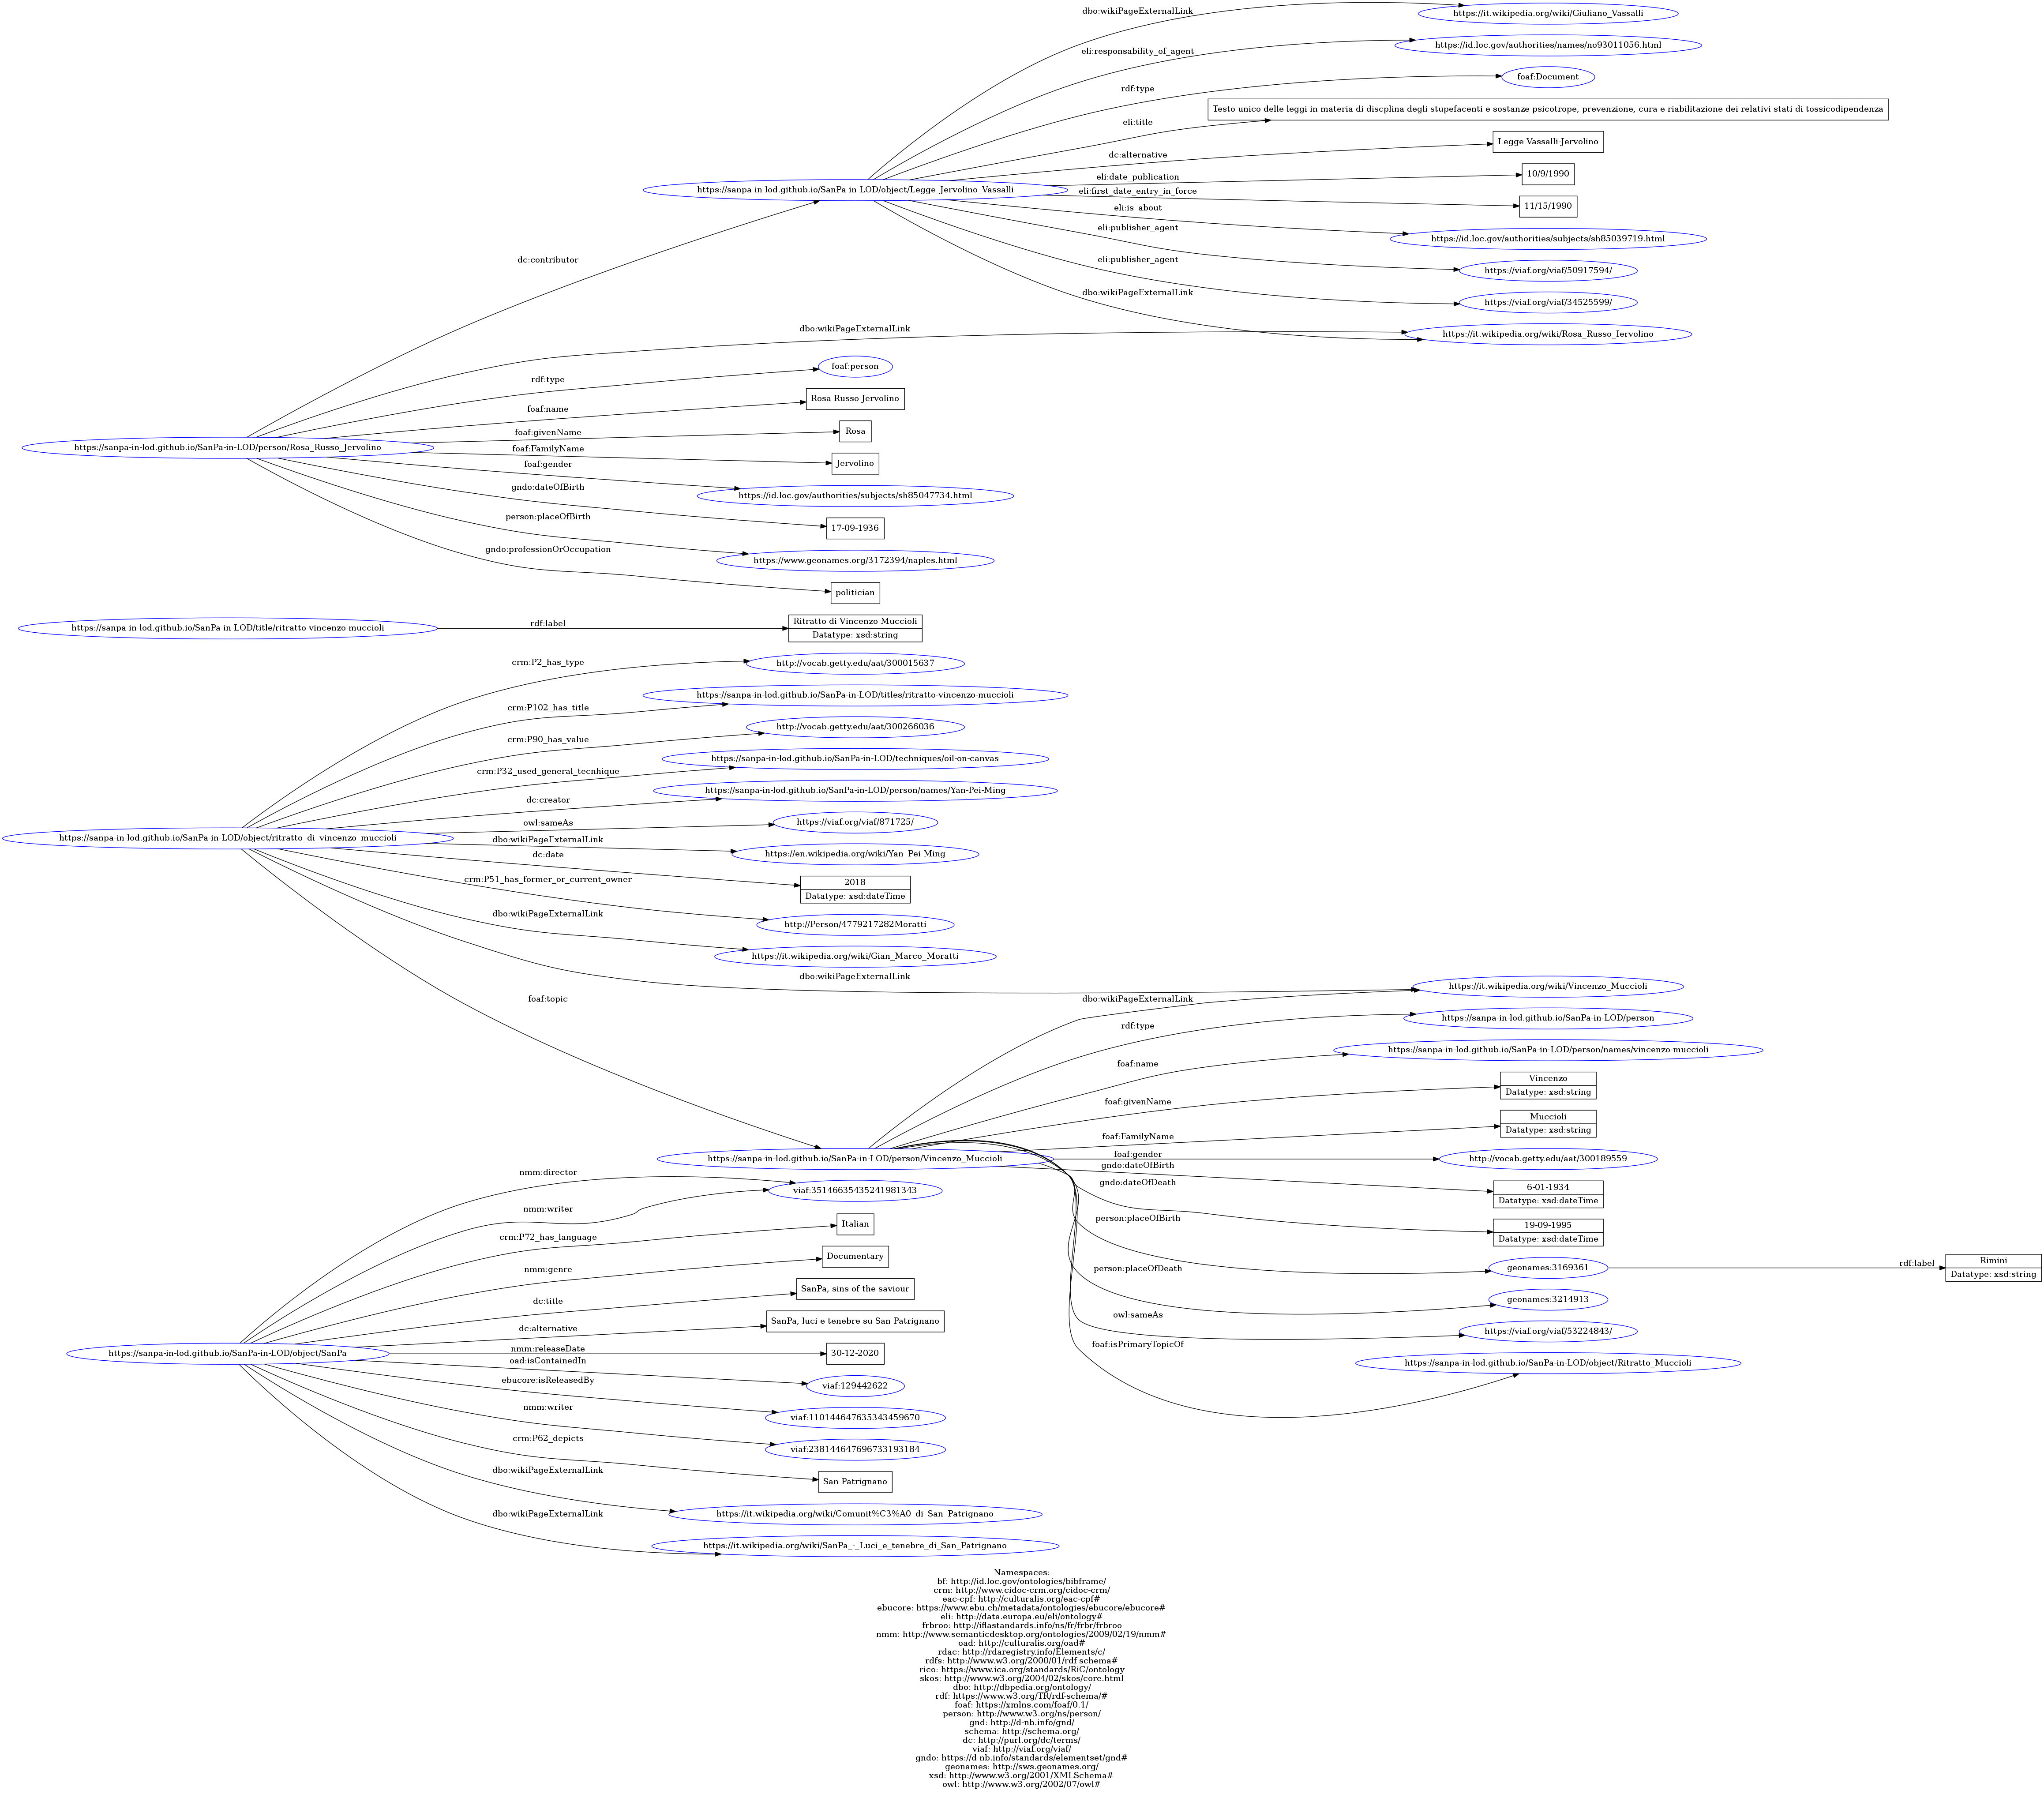 dbo:wikiPageExternalLink
https://it.wikipedia.org/wiki/Giuliano_Vassalli
eli:responsability_of_agent
https://id.loc.gov/authorities/names/no93011056.html
rdf:type
foaf:Document
eli:title
Testo unico delle leggi in materia di discplina degli stupefacenti e sostanze psicotrope, prevenzione, cura e riabilitazione dei relativi stati di tossicodipendenza
dc:alternative
Legge Vassalli-Jervolino
eli:date_publication
10/9/1990
https://sanpa-in-lod.github.io/SanPa-in-LOD/object/Legge_Jervolino_Vassalli
eli:first_date_entry_in_force
11/15/1990
eli:is_about
https://id.loc.gov/authorities/subjects/sh85039719.html
eli:publisher_agent
https://viaf.org/viaf/50917594/
eli:publisher_agent
https://viaf.org/viaf/34525599/
dbo:wikiPageExternalLink
dc:contributor
dbo:wikiPageExternalLink
https://it.wikipedia.org/wiki/Rosa_Russo_Iervolino
rdf:type
foaf:person
foaf:name
Rosa Russo Jervolino
foaf:givenName
Rosa
https://sanpa-in-lod.github.io/SanPa-in-LOD/person/Rosa_Russo_Jervolino
foaf:FamilyName
Jervolino
foaf:gender
https://id.loc.gov/authorities/subjects/sh85047734.html
gndo:dateOfBirth
17-09-1936
person:placeOfBirth
https://www.geonames.org/3172394/naples.html
gndo:professionOrOccupation
politician
https://sanpa-in-lod.github.io/SanPa-in-LOD/title/ritratto-vincenzo-muccioli
rdf:label
Ritratto di Vincenzo Muccioli
Datatype: xsd:string
crm:P2_has_type
http://vocab.getty.edu/aat/300015637
crm:P102_has_title
https://sanpa-in-lod.github.io/SanPa-in-LOD/titles/ritratto-vincenzo-muccioli
crm:P90_has_value
http://vocab.getty.edu/aat/300266036
crm:P32_used_general_tecnhique
https://sanpa-in-lod.github.io/SanPa-in-LOD/techniques/oil-on-canvas
dc:creator
https://sanpa-in-lod.github.io/SanPa-in-LOD/person/names/Yan-Pei-Ming
owl:sameAs
https://viaf.org/viaf/871725/
https://sanpa-in-lod.github.io/SanPa-in-LOD/object/ritratto_di_vincenzo_muccioli
dbo:wikiPageExternalLink
https://en.wikipedia.org/wiki/Yan_Pei-Ming
dc:date
2018
Datatype: xsd:dateTime
crm:P51_has_former_or_current_owner
http://Person/4779217282Moratti
dbo:wikiPageExternalLink
https://it.wikipedia.org/wiki/Gian_Marco_Moratti
dbo:wikiPageExternalLink
https://it.wikipedia.org/wiki/Vincenzo_Muccioli
foaf:topic
dbo:wikiPageExternalLink
rdf:type
https://sanpa-in-lod.github.io/SanPa-in-LOD/person
foaf:name
https://sanpa-in-lod.github.io/SanPa-in-LOD/person/names/vincenzo-muccioli
foaf:givenName
Vincenzo
Datatype: xsd:string
foaf:FamilyName
Muccioli
Datatype: xsd:string
https://sanpa-in-lod.github.io/SanPa-in-LOD/person/Vincenzo_Muccioli
foaf:gender
http://vocab.getty.edu/aat/300189559
gndo:dateOfBirth
6-01-1934
Datatype: xsd:dateTime
gndo:dateOfDeath
19-09-1995
Datatype: xsd:dateTime
person:placeOfBirth
geonames:3169361
rdf:label
Rimini
Datatype: xsd:string
person:placeOfDeath
geonames:3214913
owl:sameAs
https://viaf.org/viaf/53224843/
foaf:isPrimaryTopicOf
https://sanpa-in-lod.github.io/SanPa-in-LOD/object/Ritratto_Muccioli
nmm:director
viaf:35146635435241981343
nmm:writer
crm:P72_has_language
Italian
nmm:genre
Documentary
dc:title
SanPa, sins of the saviour
dc:alternative
SanPa, luci e tenebre su San Patrignano
https://sanpa-in-lod.github.io/SanPa-in-LOD/object/SanPa
nmm:releaseDate
30-12-2020
oad:isContainedIn
viaf:129442622
ebucore:isReleasedBy
viaf:110144647635343459670
nmm:writer
viaf:238144647696733193184
crm:P62_depicts
San Patrignano
dbo:wikiPageExternalLink
https://it.wikipedia.org/wiki/Comunit%C3%A0_di_San_Patrignano
dbo:wikiPageExternalLink
https://it.wikipedia.org/wiki/SanPa_-_Luci_e_tenebre_di_San_Patrignano
Namespaces:
bf: http://id.loc.gov/ontologies/bibframe/
crm: http://www.cidoc-crm.org/cidoc-crm/
eac-cpf: http://culturalis.org/eac-cpf#
ebucore: https://www.ebu.ch/metadata/ontologies/ebucore/ebucore#
eli: http://data.europa.eu/eli/ontology#
frbroo: http://iflastandards.info/ns/fr/frbr/frbroo
nmm: http://www.semanticdesktop.org/ontologies/2009/02/19/nmm#
oad: http://culturalis.org/oad#
rdac: http://rdaregistry.info/Elements/c/
rdfs: http://www.w3.org/2000/01/rdf-schema#
rico: https://www.ica.org/standards/RiC/ontology
skos: http://www.w3.org/2004/02/skos/core.html
dbo: http://dbpedia.org/ontology/
rdf: https://www.w3.org/TR/rdf-schema/#
foaf: https://xmlns.com/foaf/0.1/
person: http://www.w3.org/ns/person/
gnd: http://d-nb.info/gnd/
schema: http://schema.org/
dc: http://purl.org/dc/terms/
viaf: http://viaf.org/viaf/
gndo: https://d-nb.info/standards/elementset/gnd#
geonames: http://sws.geonames.org/
xsd: http://www.w3.org/2001/XMLSchema#
owl: http://www.w3.org/2002/07/owl#